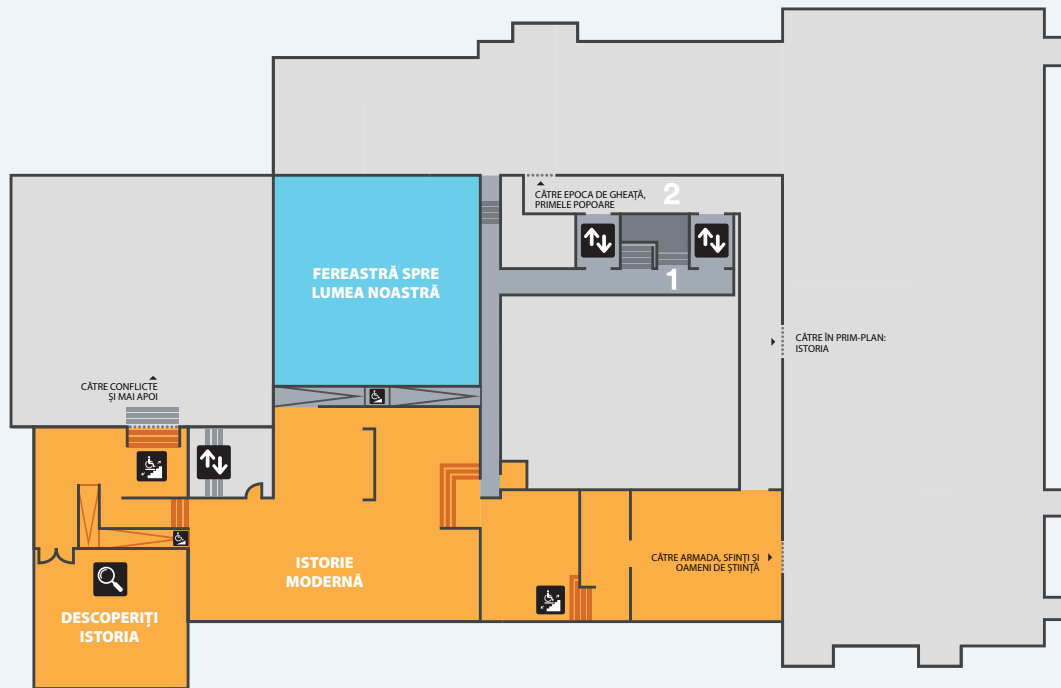 CĂTRE EPOCA DE GHEAȚĂ,
PRIMELE POPOARE
2
1
FEREASTRĂ SPRE
LUMEA NOASTRĂ
CĂTRE ÎN PRIM-PLAN:
ISTORIA
CĂTRE CONFLICTE
ȘI MAI APOI
ISTORIE
MODERNĂ
CĂTRE ARMADA, SFINȚI ȘI
OAMENI DE ȘTIINȚĂ
DESCOPERIȚI
ISTORIA